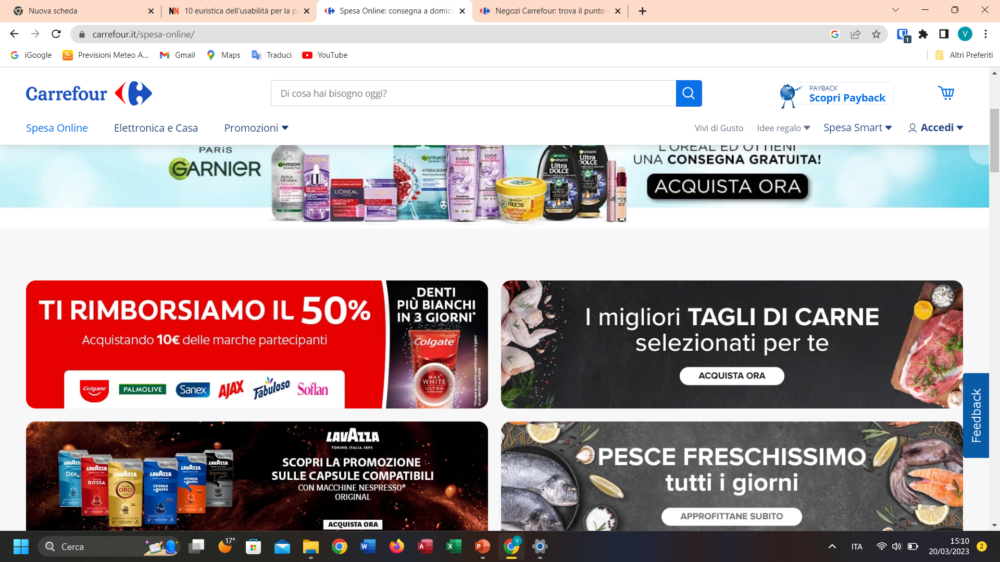 Nuova scheda
10 euristica dell'usabilità per la p
Spesa Online: consegna a domici
Negozi Carrefour: trova il punto
carrefour.it/spesa-online/
1
V
iGoogle
Previsioni Meteo A...
Gmail
Maps
Traduci
YouTube
Altri Preferiti
Carrefour
Di cosa hai bisogno oggi?
PAYBACK
Scopri Payback
Spesa Online
Elettronica e Casa
Promozioni
Vivi di Gusto
Idee regalo
Spesa Smart
Accedi
PARIS
GARNIER
L'OREAL ED OTTIENI
UNA CONSEGNA GRATUITA!
ACQUISTA ORA
TI RIMBORSIAMO IL 50%
Acquistando 10€ delle marche partecipanti
Colgate
PALMOLIVE
Sanex
AJAX
Fabuloso
Soflan
DENTI
PIÙ BIANCHI
IN 3 GIORNI*
Colgate
MAX
WHITE
ULTRA
ACTIVE FOAM
I migliori TAGLI DI CARNE
selezionati per te
ACQUISTA ORA
Feedback
LAVAZZA
TORINO, ITALIA, 1895
SCOPRI LA PROMOZIONE
SULLE CAPSULE COMPATIBILI
CON MACCHINE NESPRESSO*
ORIGINAL
ACQUISTA ORA
PESCE FRESCHISSIMO
tutti i giorni
APPROFITTANE SUBITO
Cerca
17°
ITA
15:10
20/03/2023
2